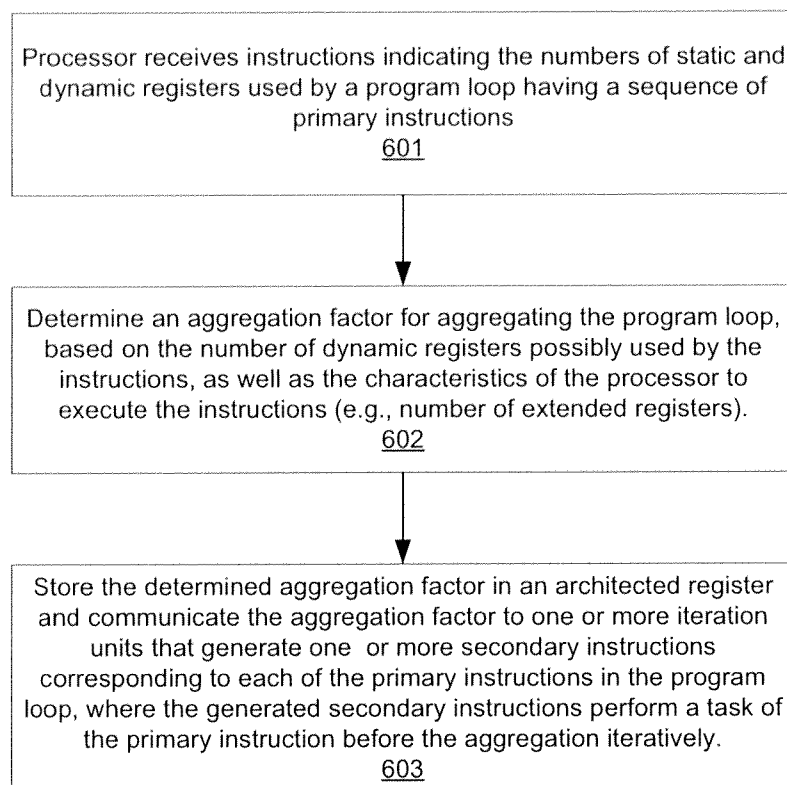 Processor receives instructions indicating the numbers of static and
dynamic registers used by a program loop having a sequence of
primary instructions
601
Determine an aggregation factor for aggregating the program loop,
based on the number of dynamic registers possibly used by the
instructions, as well as the characteristics of the processor to
execute the instructions (e.g., number of extended registers).
602
Store the determined aggregation factor in an architected register
and communicate the aggregation factor to one or more iteration
units that generate one or more secondary instructions
corresponding to each of the primary instructions in the program
loop, where the generated secondary instructions perform a task of
the primary instruction before the aggregation iteratively.
603